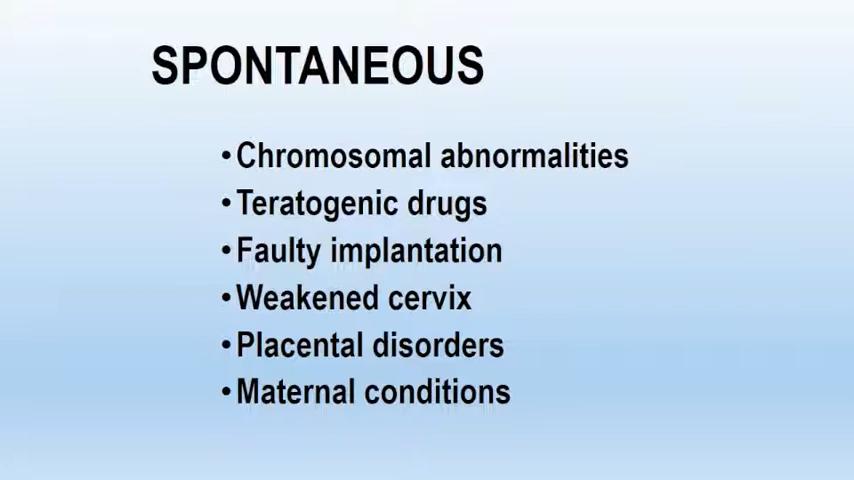 SPONTANEOUS
•Chromosomal abnormalities
•Teratogenic drugs
•Faulty implantation
•Weakened cervix
•Placental disorders
•Maternal conditions